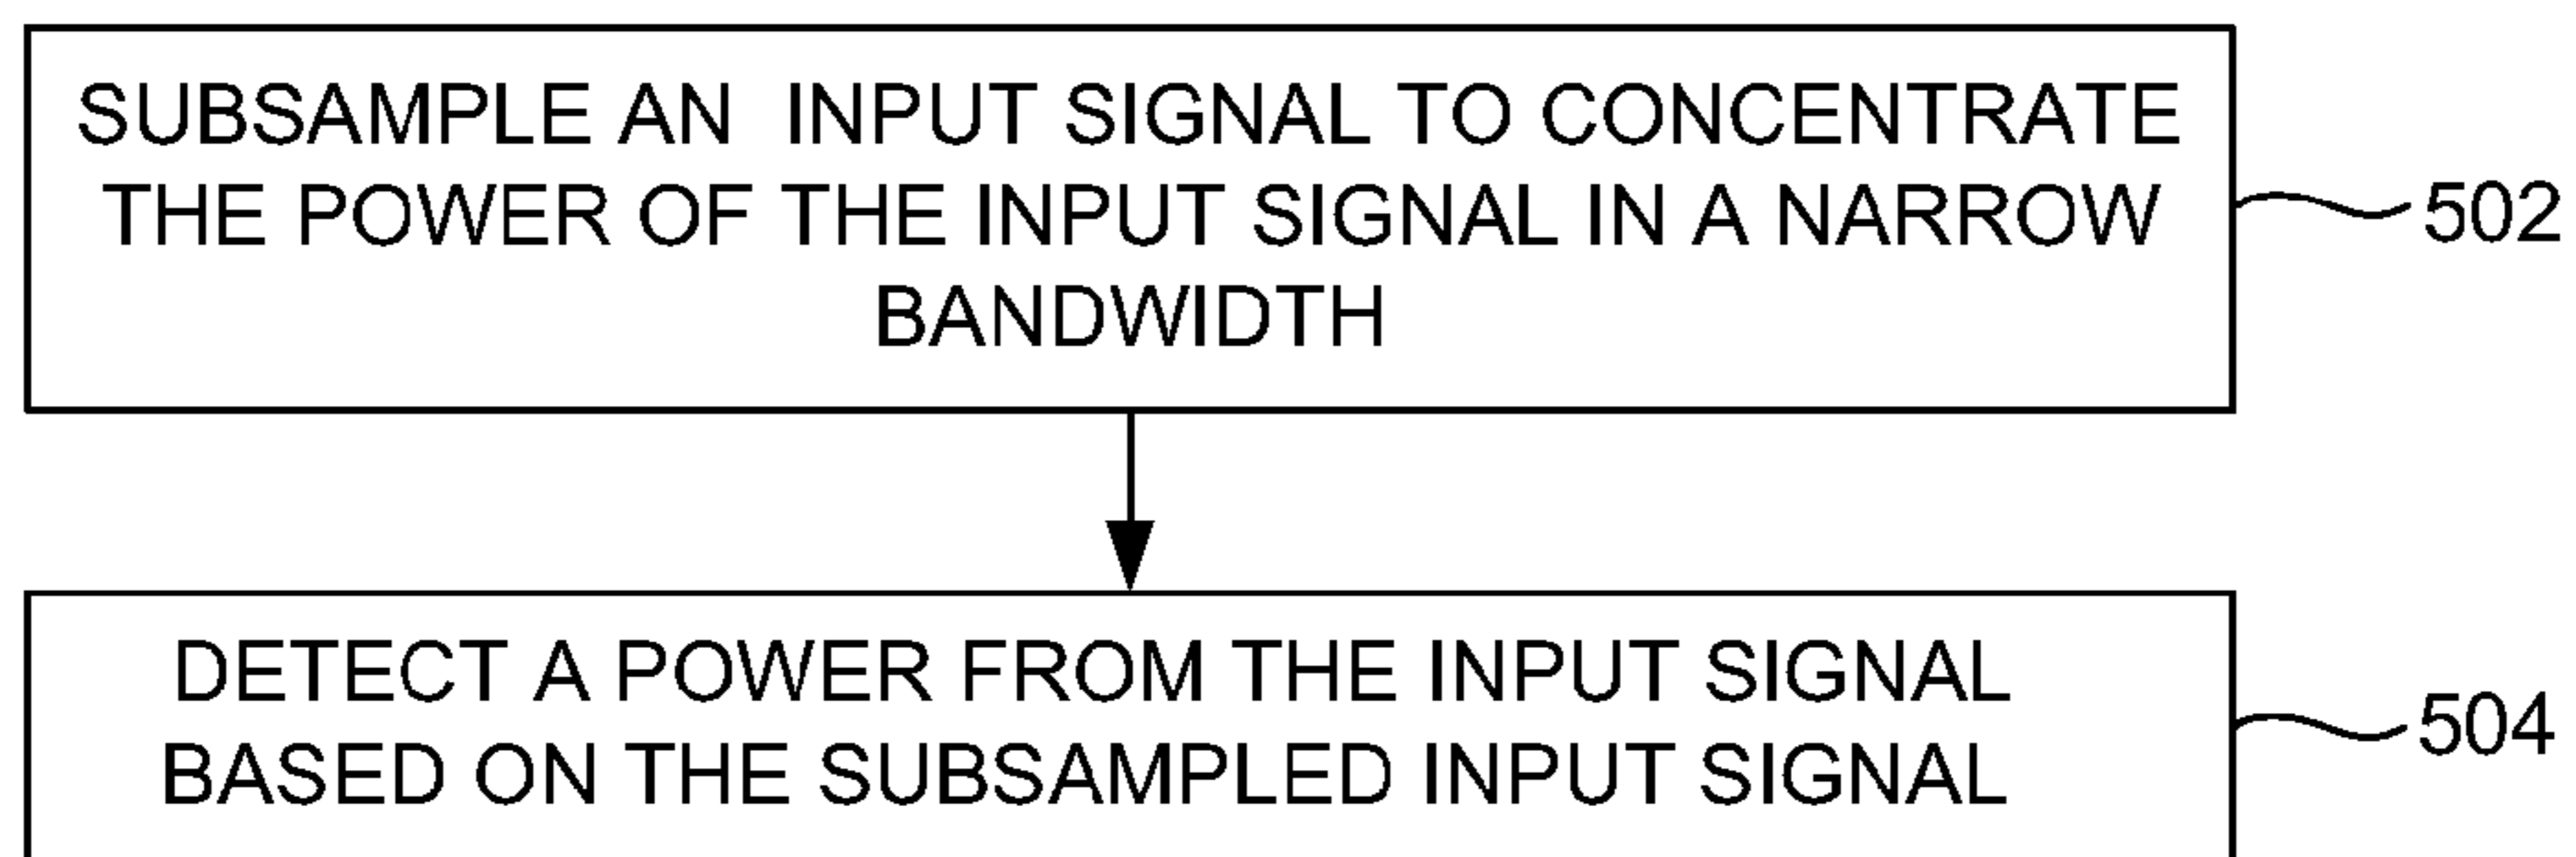 SUBSAMPLE AN INPUT SIGNAL TO CONCENTRATE
THE POWER OF THE INPUT SIGNAL IN A NARROW
BANDWIDTH
502
DETECT A POWER FROM THE INPUT SIGNAL
BASED ON THE SUBSAMPLED INPUT SIGNAL
504